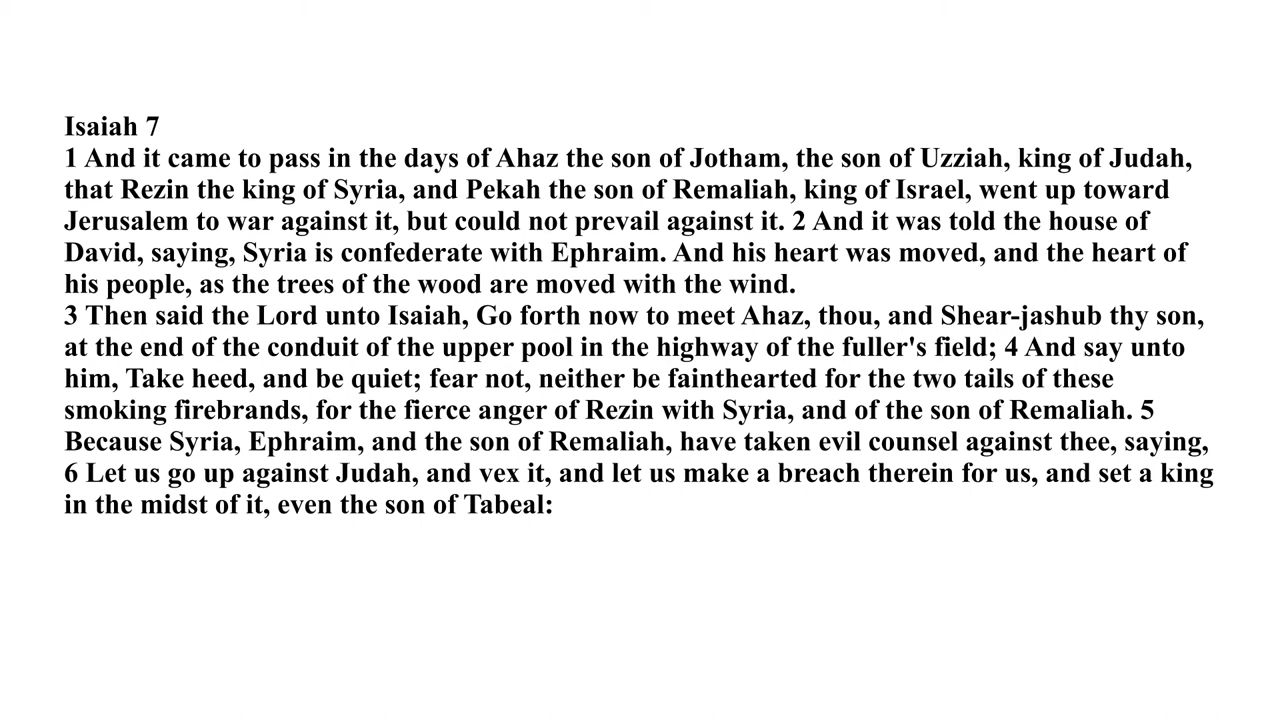 Isaiah 7
1 And it came to pass in the days of Ahaz the son of Jotham, the son of Uzziah, king of Judah,
that Rezin the king of Syria, and Pekah the son of Remaliah, king of Israel, went up toward
Jerusalem to war against it, but could not prevail against it. 2 And it was told the house of
David, saying, Syria is confederate with Ephraim. And his heart was moved, and the heart of
his people, as the trees of the wood are moved with the wind.
3 Then said the Lord unto Isaiah, Go forth now to meet Ahaz, thou, and Shear-jashub thy son,
at the end of the conduit of the upper pool in the highway of the fuller's field; 4 And say unto
him, Take heed, and be quiet; fear not, neither be fainthearted for the two tails of these
smoking firebrands, for the fierce anger of Rezin with Syria, and of the son of Remaliah. 5
Because Syria, Ephraim, and the son of Remaliah, have taken evil counsel against thee, saying,
6 Let us go up against Judah, and vex it, and let us make a breach therein for us, and set a king
in the midst of it, even the son of Tabeal: